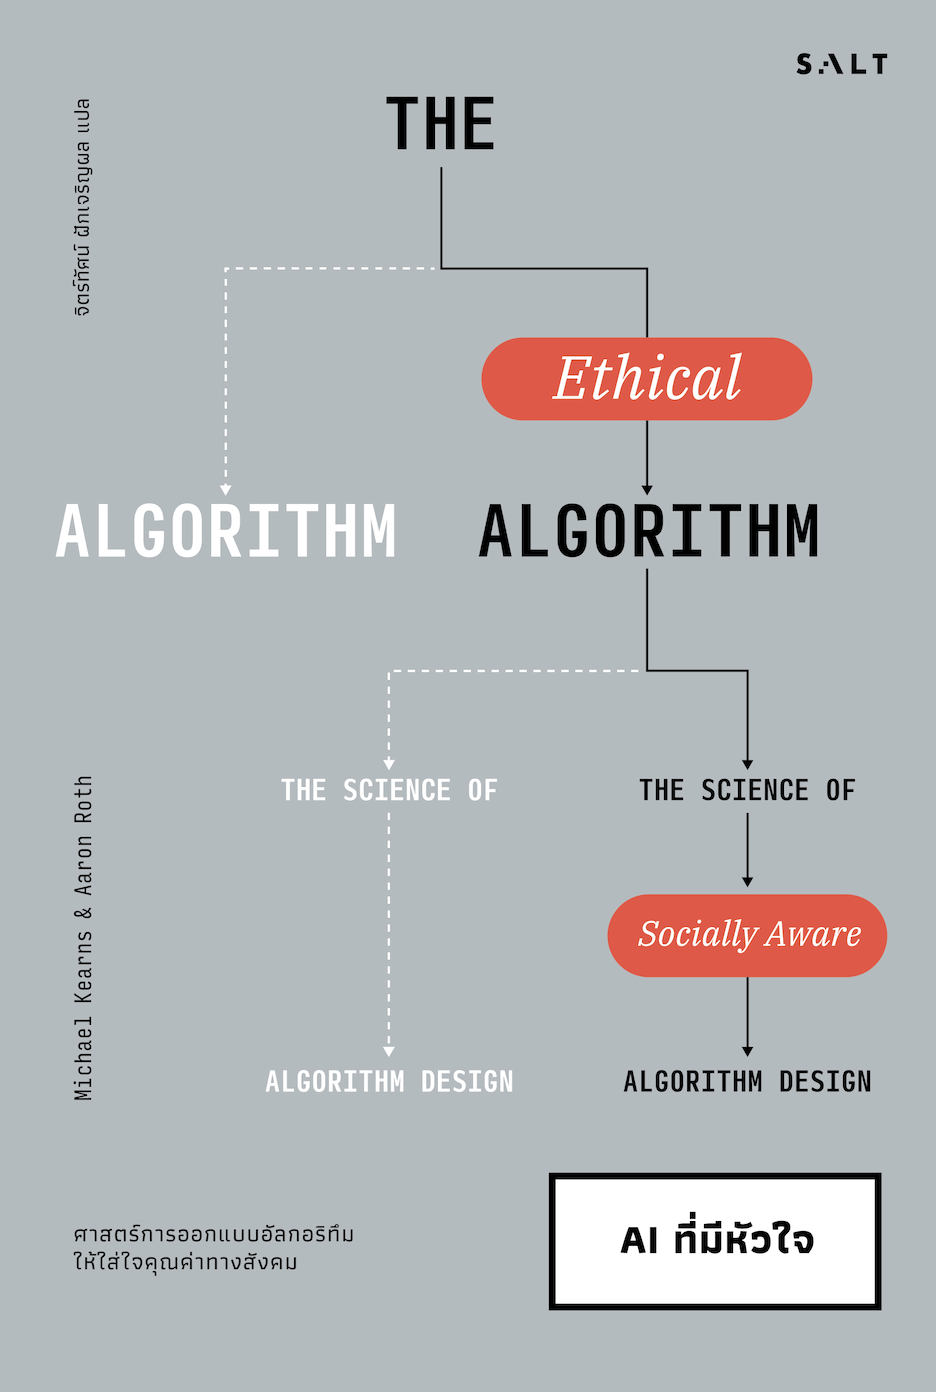 SALT
จิตร์ทัศน์ ฝักเจริญผล แปล
THE
Ethical
ALGORITHM
ALGORITHM
THE SCIENCE OF
THE SCIENCE OF
Socially Aware
ALGORITHM DESIGN
ALGORITHM DESIGN
Michael Kearns & Aaron Roth
ศาสตร์การออกแบบอัลกอริทึม
ให้ใส่ใจคุณค่าทางสังคม
AI ที่มีหัวใจ